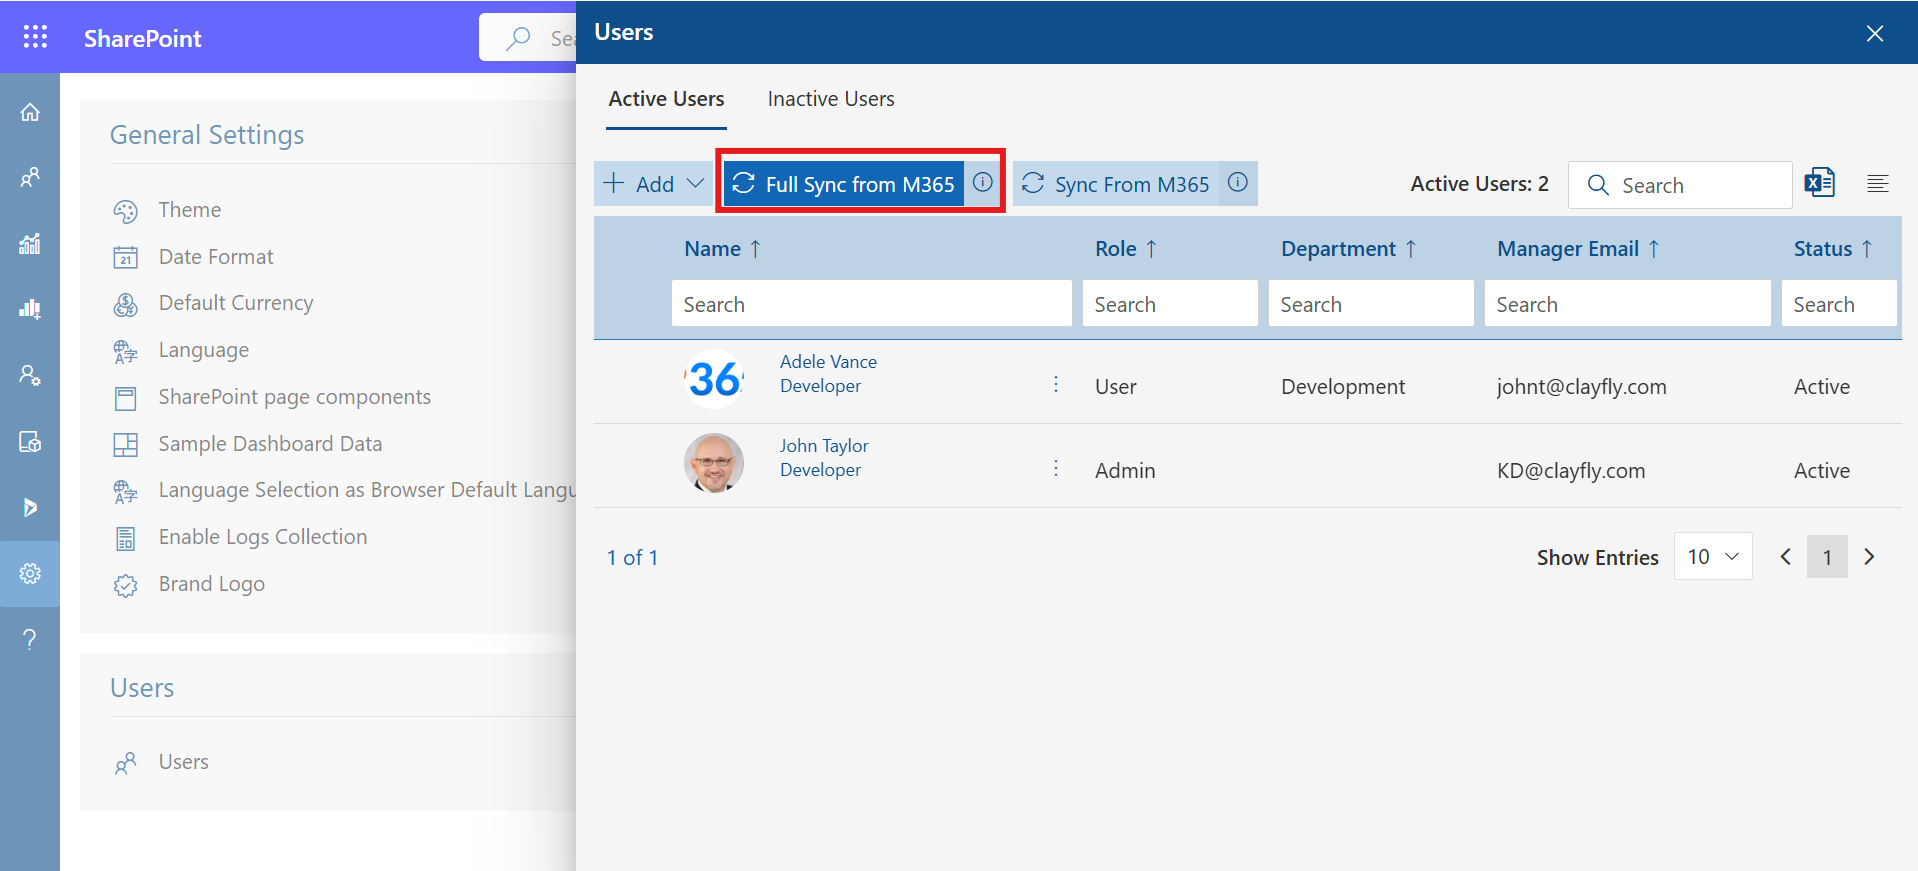 SharePoint
Sea
General Settings
Theme
Date Format
Default Currency
Language
SharePoint page components
Sample Dashboard Data
Language Selection as Browser Default Langu
Enable Logs Collection
Brand Logo
Users
Users
Users
Active Users Inactive Users
Add Full Sync from M365 Sync From M365 Active Users: 2 Search
Name ↑ Role ↑ Department ↑ Manager Email ↑ Status ↑
Search Search Search Search Search
36
Adele Vance
Developer
User Development johnt@clayfly.com Active
John Taylor
Developer
Admin KD@clayfly.com Active
1 of 1 Show Entries 10 1